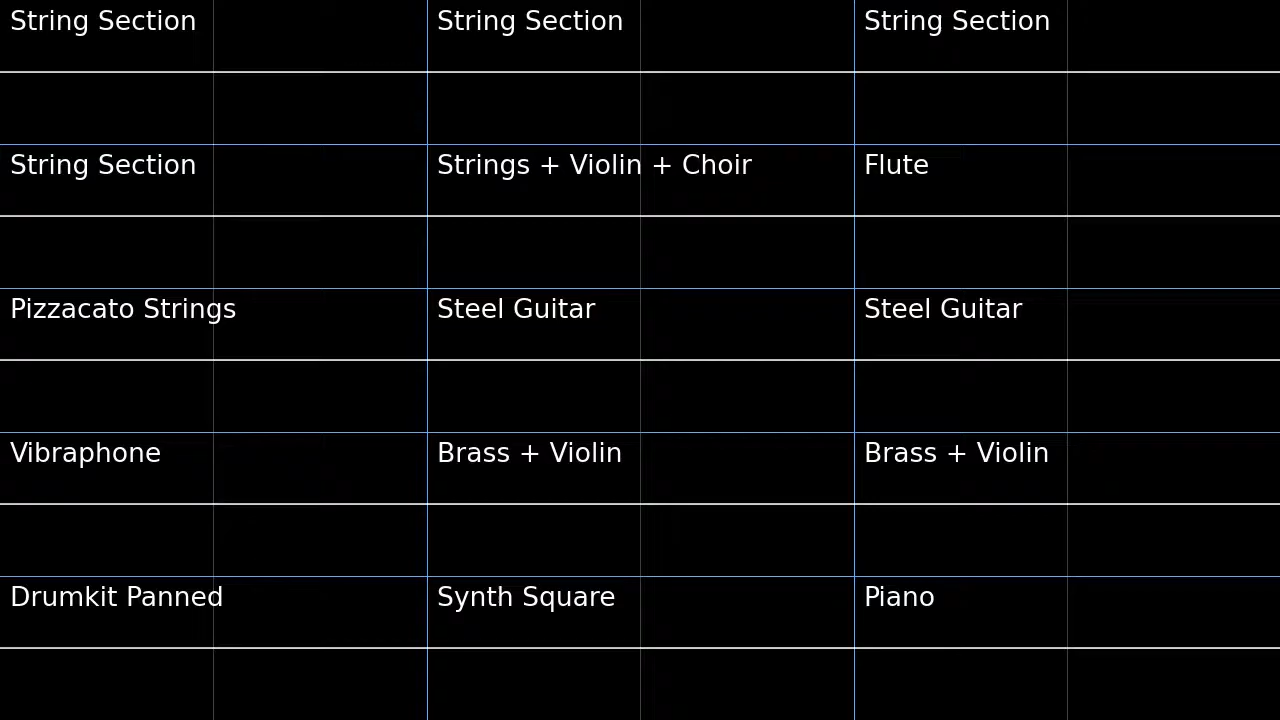 String Section
String Section
String Section
String Section
Strings + Violin + Choir
Flute
Pizzacato Strings
Steel Guitar
Steel Guitar
Vibraphone
Brass + Violin
Brass + Violin
Drumkit Panned
Synth Square
Piano